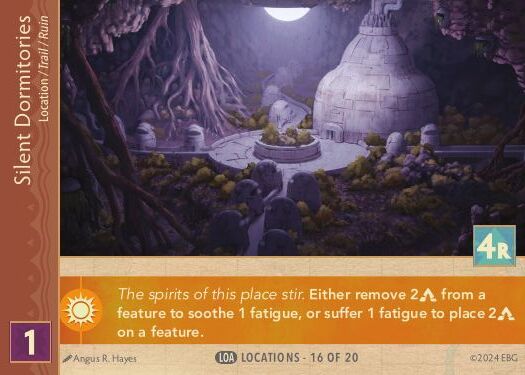 Silent Dormitories
Location / Trail / Ruin
4R
The spirits of this place stir. Either remove 2 from a
feature to soothe 1 fatigue, or suffer 1 fatigue to place 2
on a feature.
1
Angus R. Hayes
LOA LOCATIONS - 16 OF 20
©2024 EBG